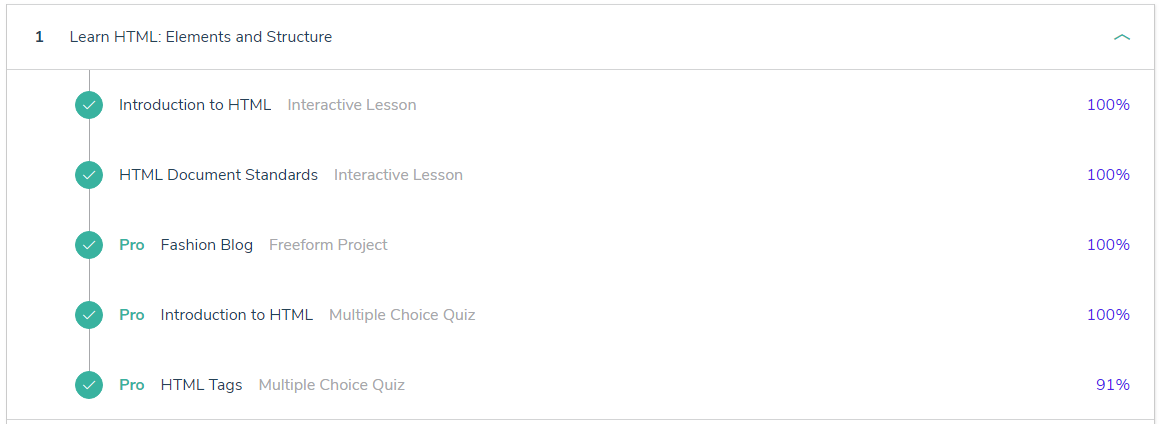 1 Learn HTML: Elements and Structure
Introduction to HTML Interactive Lesson 100%
HTML Document Standards Interactive Lesson 100%
Pro Fashion Blog Freeform Project 100%
Pro Introduction to HTML Multiple Choice Quiz 100%
Pro HTML Tags Multiple Choice Quiz 91%